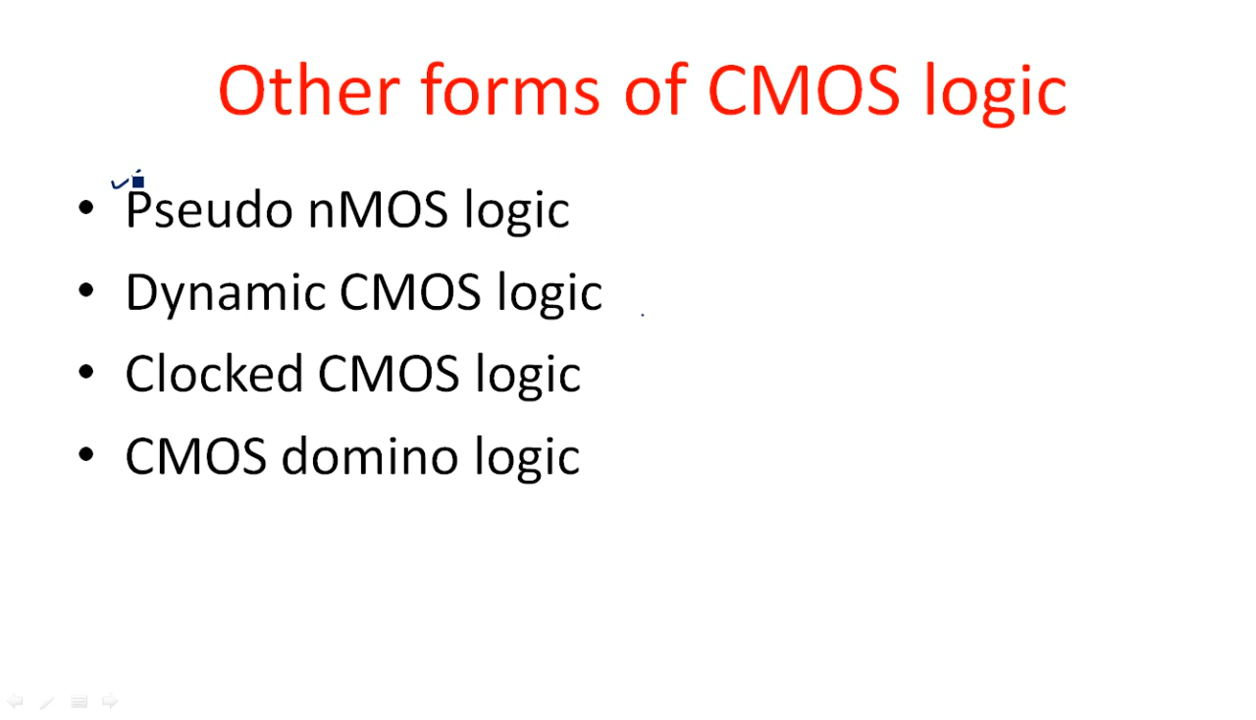 Other forms of CMOS logic
• Pseudo nMOS logic
• Dynamic CMOS logic
• Clocked CMOS logic
• CMOS domino logic